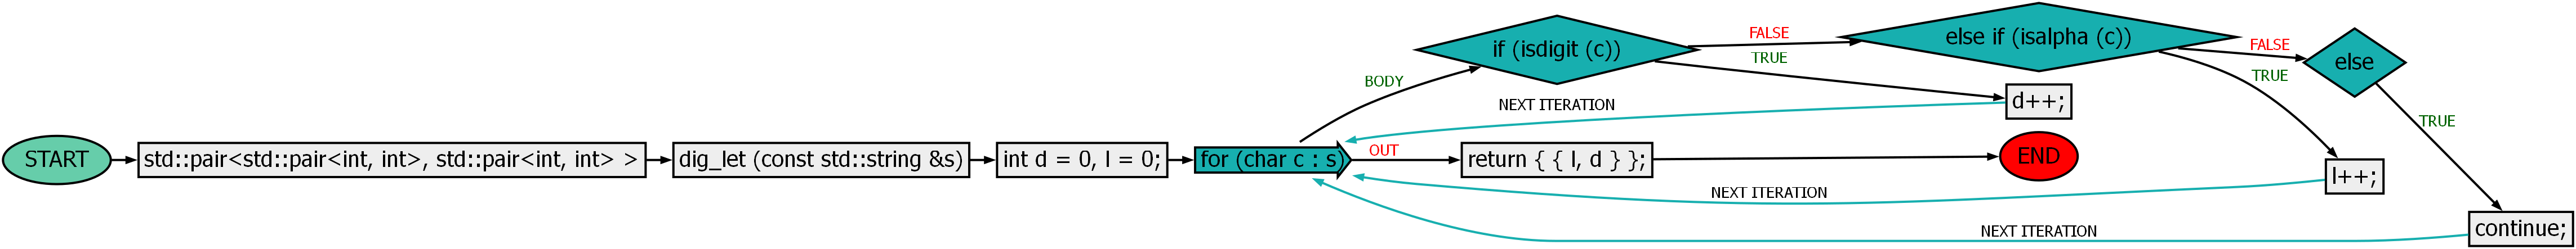 START
std::pair<std::pair<int, int>, std::pair<int, int> >
dig_let (const std::string &s)
int d = 0, l = 0;
for (char c : s)
BODY
if (isdigit (c))
FALSE
else if (isalpha (c))
FALSE
else
TRUE
d++;
NEXT ITERATION
TRUE
l++;
NEXT ITERATION
TRUE
continue;
NEXT ITERATION
OUT
return { { l, d } };
END